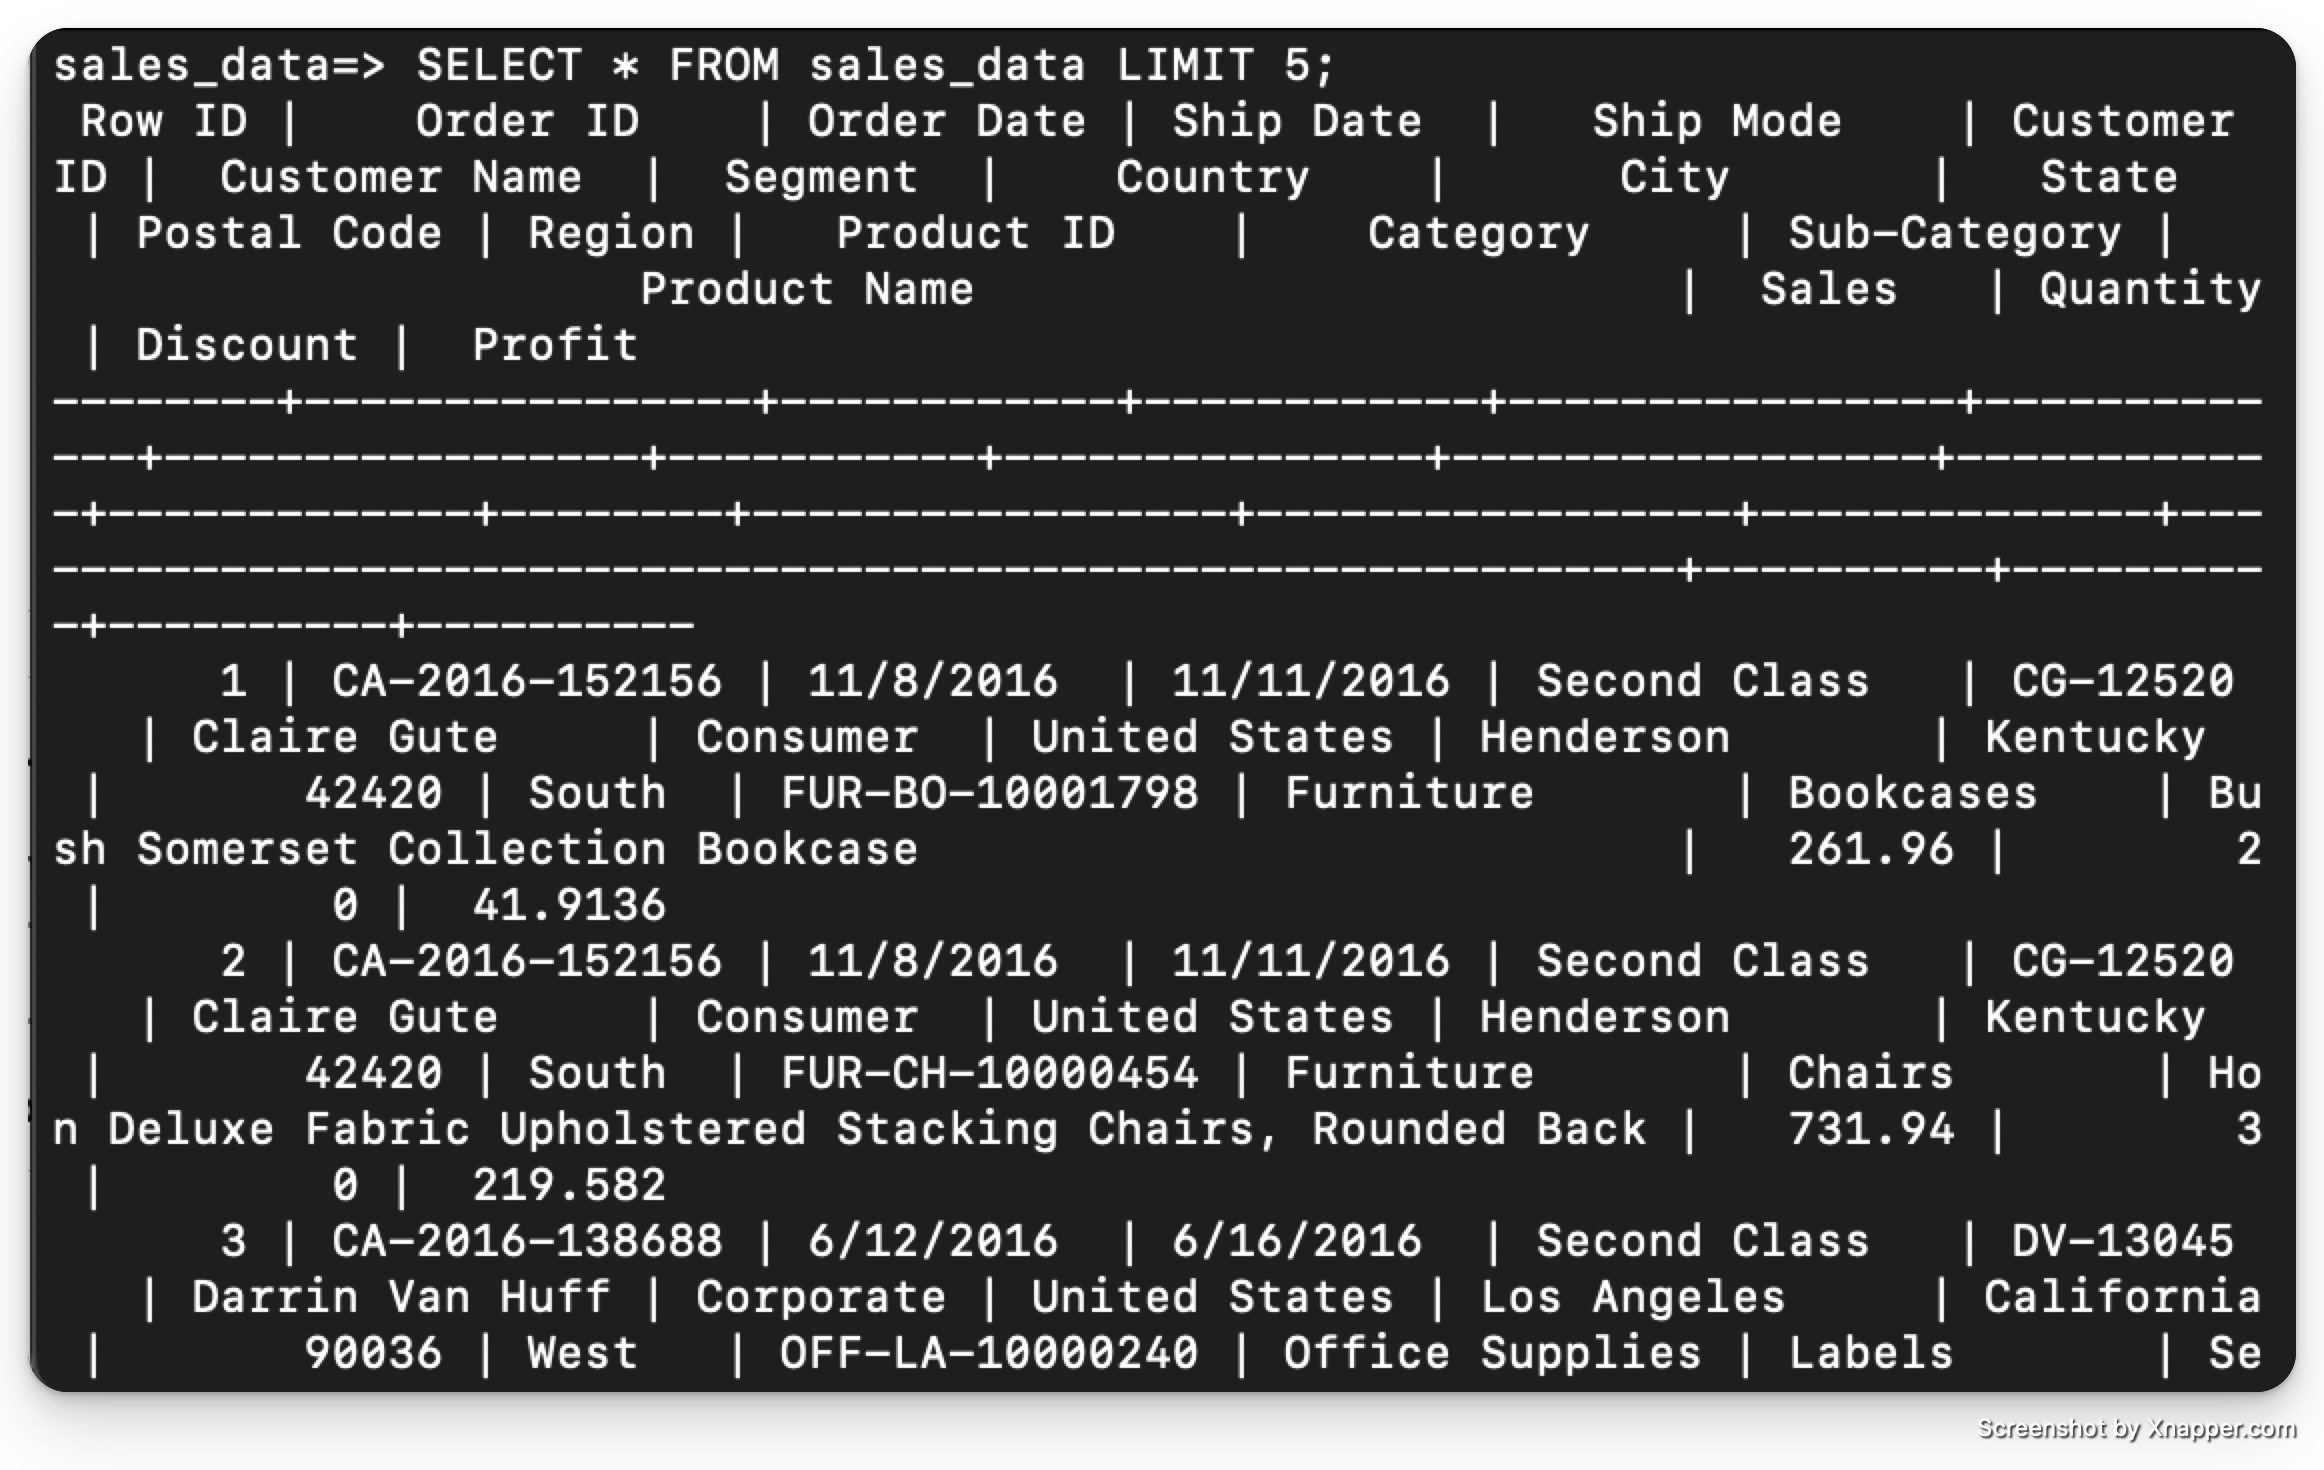 sales_data=> SELECT * FROM sales_data LIMIT 5;
 Row ID |    Order ID    | Order Date | Ship Date  |   Ship Mode    | Customer
ID |  Customer Name  |  Segment  |    Country    |      City       |   State
 | Postal Code | Region |   Product ID    |    Category     | Sub-Category |
                     Product Name                         |  Sales   | Quantity
 | Discount |  Profit
--------+----------------+------------+------------+----------------+----------
---+-----------------+-----------+---------------+-----------------+-----------
-+-------------+--------+-----------------+-----------------+--------------+---
----------------------------------------------------------+----------+---------
-+----------+----------
      1 | CA-2016-152156 | 11/8/2016  | 11/11/2016 | Second Class   | CG-12520
   | Claire Gute     | Consumer  | United States | Henderson       | Kentucky
 |       42420 | South  | FUR-BO-10001798 | Furniture       | Bookcases    | Bu
sh Somerset Collection Bookcase                           |   261.96 |        2
 |        0 |  41.9136
      2 | CA-2016-152156 | 11/8/2016  | 11/11/2016 | Second Class   | CG-12520
   | Claire Gute     | Consumer  | United States | Henderson       | Kentucky
 |       42420 | South  | FUR-CH-10000454 | Furniture       | Chairs       | Ho
n Deluxe Fabric Upholstered Stacking Chairs, Rounded Back |   731.94 |        3
 |        0 |  219.582
      3 | CA-2016-138688 | 6/12/2016  | 6/16/2016  | Second Class   | DV-13045
   | Darrin Van Huff | Corporate | United States | Los Angeles     | California
 |       90036 | West   | OFF-LA-10000240 | Office Supplies | Labels       | Se
Screenshot by Xnapper.com